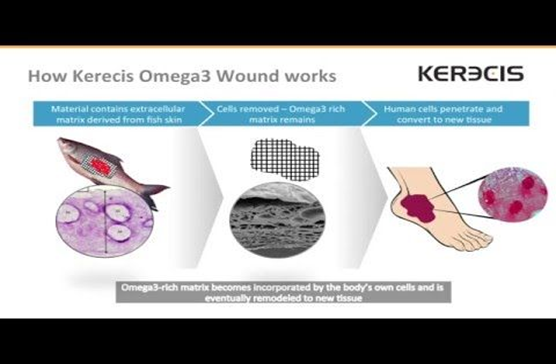 How Kerecis Omega3 Wound works
KERECIS
Material contains extracellular
matrix derived from fish skin
Cells removed – Omega3 rich
matrix remains
Human cells penetrate and
convert to new tissue
Omega3-rich matrix becomes incorporated by the body's own cells and is
eventually remodeled to new tissue